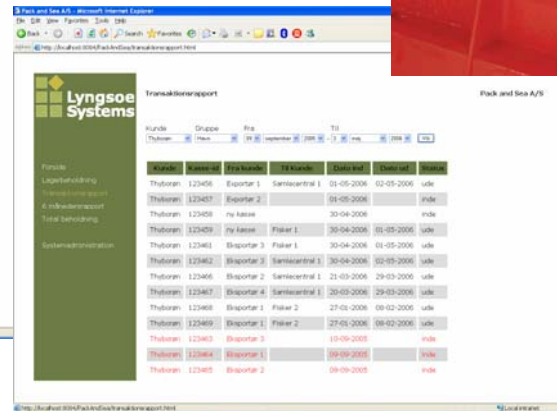 Pack and Sea A/S - Microsoft Internet Explorer
File Edit View Favorites Tools Help
Back Search Favorites
http://localhost:8084/PackAndSea/transaktionsrapport.html
Lyngsoe Systems
Transaktionsrapport Pack and Sea A/S
Kunde Gruppe Fra Til
Thyborøn september 2005 - 3 maj 2006
Forside
Lagerbeholdning
Transaktionsrapport
6 månedersrapport
Total beholdning
Systemadministration
Kunde Kasse-id Fra kunde Til Kunde Dato ind Dato ud Status
Thyborøn 123456 Exportør 1 Samlecentral 1 01-05-2006 02-05-2006 ude
Thyborøn 123457 Exportør 2 01-05-2006 inde
Thyborøn 123458 ny kasse 30-04-2006 inde
Thyborøn 123459 ny kasse Fisker 1 30-04-2006 01-05-2006 ude
Thyborøn 123461 Eksportør 3 Fisker 1 30-04-2006 01-05-2006 ude
Thyborøn 123462 Eksportør 3 Samlecentral 1 30-04-2006 02-05-2006 ude
Thyborøn 123466 Eksportør 2 Samlecentral 1 21-03-2006 29-03-2006 ude
Thyborøn 123467 Eksportør 4 Samlecentral 1 20-03-2006 29-03-2006 ude
Thyborøn 123468 Eksportør 1 Fisker 2 27-01-2006 08-02-2006 ude
Thyborøn 123469 Eksportør 1 Fisker 2 27-01-2006 08-02-2006 ude
Thyborøn 123463 Eksportør 3 10-09-2005 inde
Thyborøn 123464 Eksportør 1 09-09-2005 inde
Thyborøn 123465 Eksportør 2 09-09-2005 inde
http://localhost:8084/PackAndSea/transaktionsrapport.html Local intranet